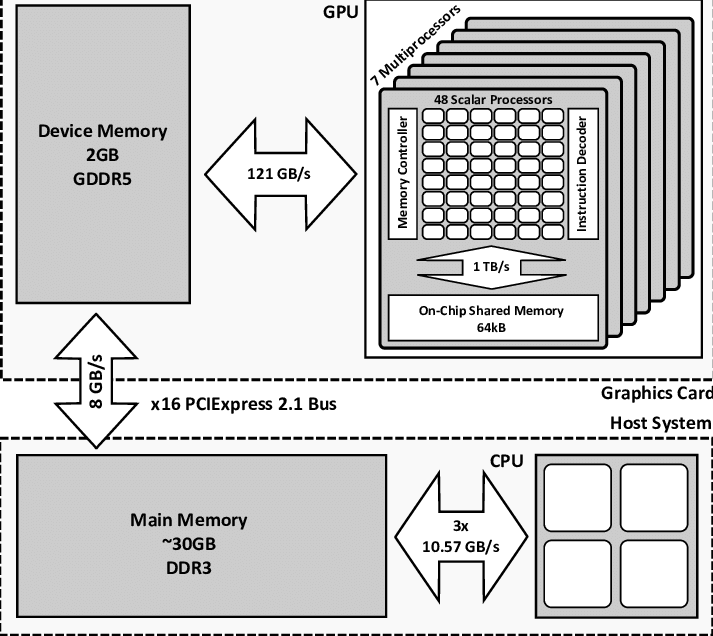 GPU
7 Multiprocessors
48 Scalar Processors
Memory Controller
Instruction Decoder
Device Memory
2GB
GDDR5
121 GB/s
1 TB/s
On-Chip Shared Memory
64kB
8 GB/s
x16 PCIExpress 2.1 Bus
Graphics Card
Host System
CPU
Main Memory
~30GB
DDR3
3x
10.57 GB/s